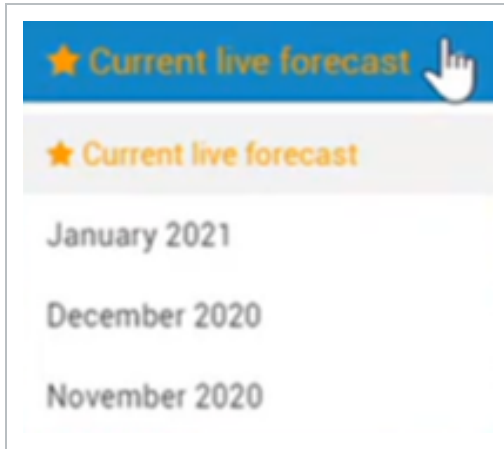 Current live forecast
Current live forecast
January 2021
December 2020
November 2020